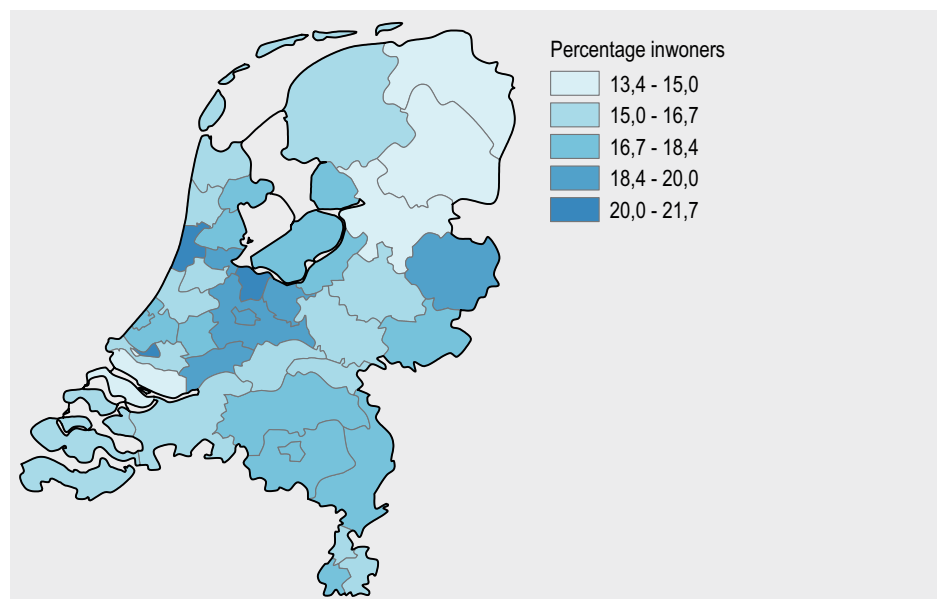 Percentage inwoners
13,4 - 15,0
15,0 - 16,7
16,7 - 18,4
18,4 - 20,0
20,0 - 21,7